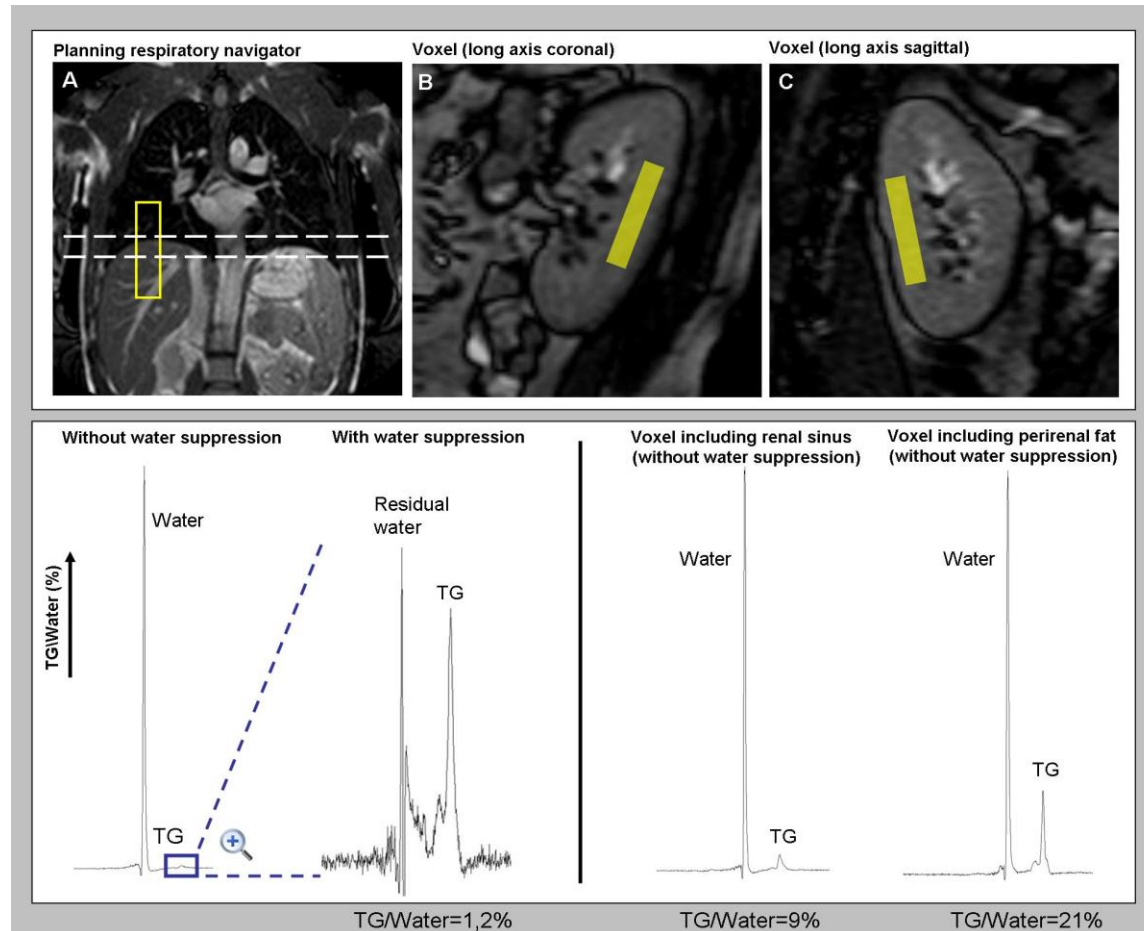 Planning respiratory navigator
Voxel (long axis coronal)
Voxel (long axis sagittal)
A
B
C
Without water suppression
With water suppression
Voxel including renal sinus
(without water suppression)
Voxel including perirenal fat
(without water suppression)
TG\Water (%)
Water
TG
Residual
water
TG
Water
TG
Water
TG
TG/Water=1,2%
TG/Water=9%
TG/Water=21%